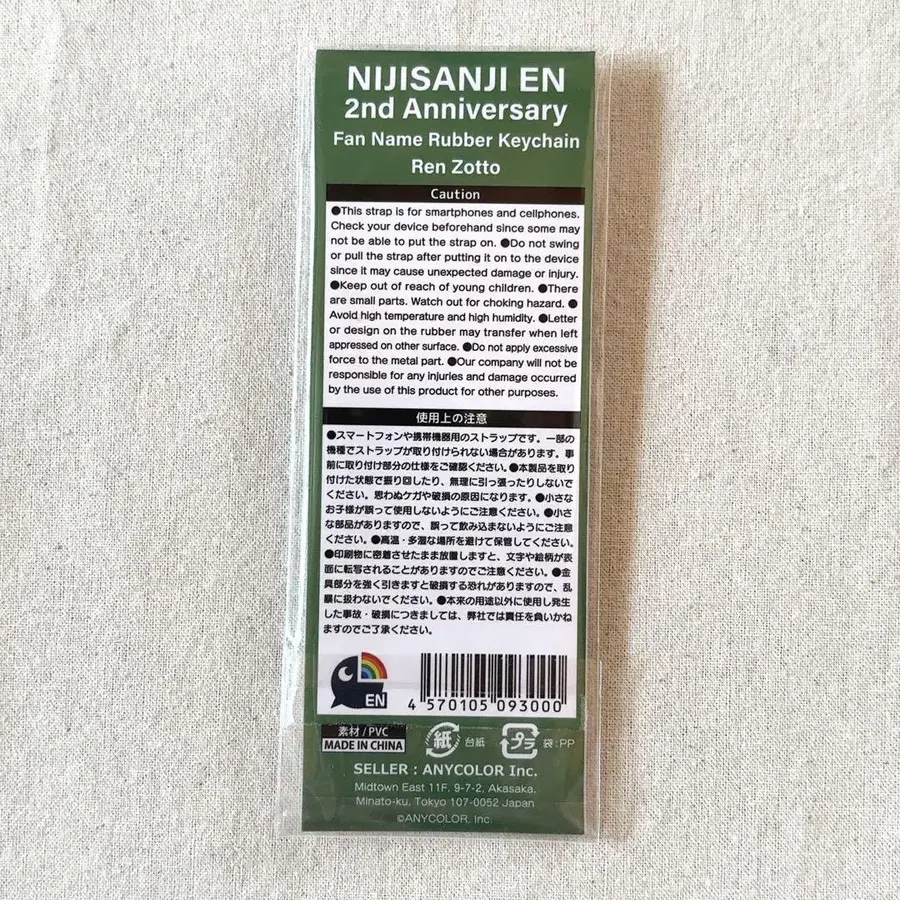 NIJISANJI EN
2nd Anniversary
Fan Name Rubber Keychain
Ren Zotto
Caution
●This strap is for smartphones and cellphones.
Check your device beforehand since some may
not be able to put the strap on. ●Do not swing
or pull the strap after putting it on to the device
since it may cause unexpected damage or injury.
●Keep out of reach of young children. ●There
are small parts. Watch out for choking hazard. ●
Avoid high temperature and high humidity. ●Letter
or design on the rubber may transfer when left
appressed on other surface. ●Do not apply excessive
force to the metal part. ●Our company will not be
responsible for any injuries and damage occurred
by the use of this product for other purposes.
使用上の注意
●スマートフォンや携帯機器用のストラップです。一部の
機種でストラップが取り付けられない場合があります。事
前に取り付け部分の仕様をご確認ください。●本製品を取り
付けた状態で振り回したり、無理に引っ張ったりしないで
ください。思わぬケガや破損の原因になります。●小さな
お子様が誤って使用しないようにご注意ください。●小さ
な部品がありますので、誤って飲み込まないようにご注意
ください。●高温・多湿な場所を避けて保管してください。
●印刷物に密着させたまま放置しますと、文字や絵柄が表
面に転写されることがありますのでご注意ください。●金
具部分を強く引きますと破損する恐れがありますので、乱
暴に扱わないでください。●本来の用途以外に使用し発生
した事故・破損につきましては、弊社では責任を負いかね
ますのでご了承ください。
EN
4 570105 093000
素材 / PVC
MADE IN CHINA
紙 台紙
プラ 袋:PP
SELLER : ANYCOLOR Inc.
Midtown East 11F, 9-7-2, Akasaka,
Minato-ku, Tokyo 107-0052 Japan
©ANYCOLOR, Inc.